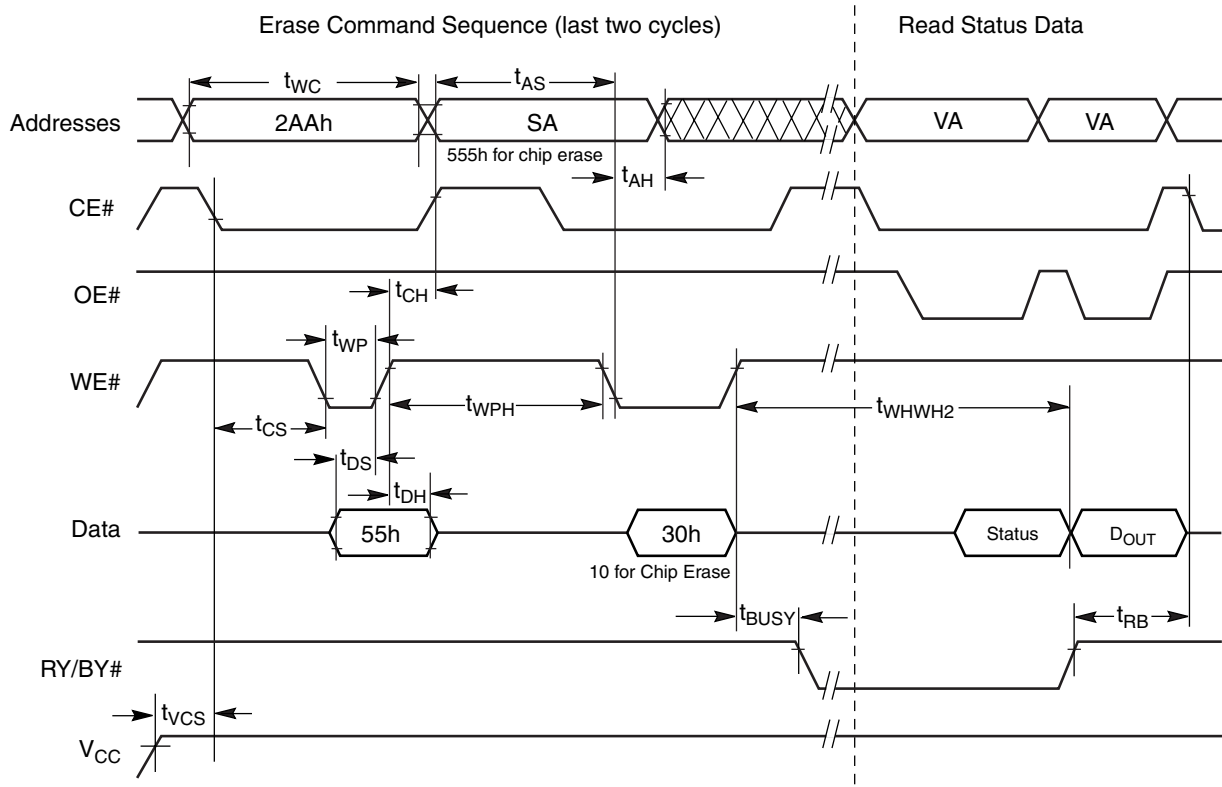 Erase Command Sequence (last two cycles)
Read Status Data
tWC
tAS
Addresses
2AAh
SA
VA
VA
555h for chip erase
tAH
CE#
OE#
tCH
tWP
WE#
tWPH
tWHWH2
tCS
tDS
tDH
Data
55h
30h
Status
DOUT
10 for Chip Erase
tBUSY
tRB
RY/BY#
tVCS
VCC